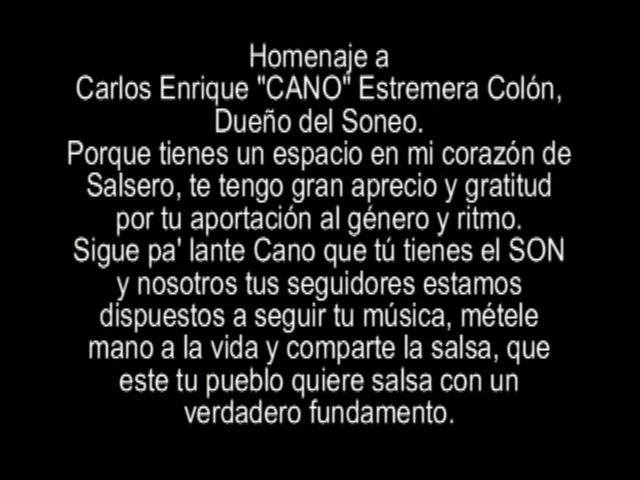 Homenaje a
Carlos Enrique "CANO" Estremera Colón,
Dueño del Soneo.
Porque tienes un espacio en mi corazón de
Salsero, te tengo gran aprecio y gratitud
por tu aportación al género y ritmo.
Sigue pa' lante Cano que tú tienes el SON
y nosotros tus seguidores estamos
dispuestos a seguir tu música, métele
mano a la vida y comparte la salsa, que
este tu pueblo quiere salsa con un
verdadero fundamento.